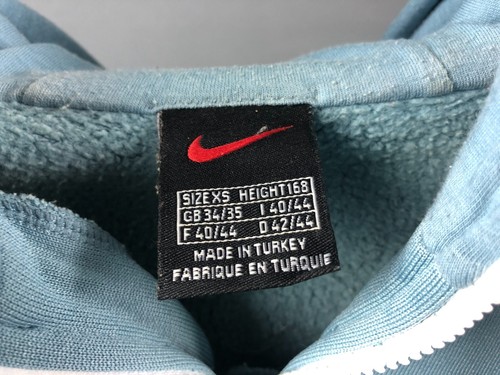 SIZE XS HEIGHT 168
GB 34/35 I 40/44
F 40/44 D 42/44
MADE IN TURKEY
FABRIQUE EN TURQUIE